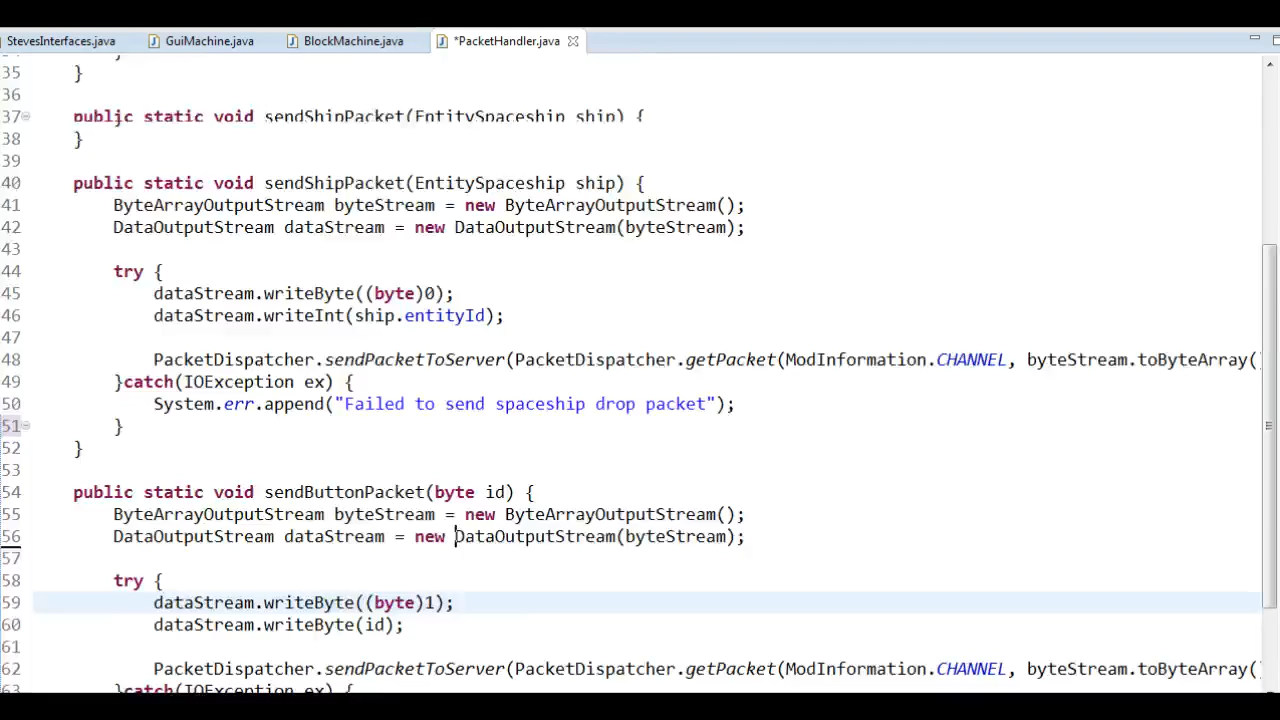 StevesInterfaces.java GuiMachine.java BlockMachine.java *PacketHandler.java
35 }
36
37 public static void sendShipPacket(EntitySpaceship ship) {
38 }
39
40 public static void sendShipPacket(EntitySpaceship ship) {
41 ByteArrayOutputStream byteStream = new ByteArrayOutputStream();
42 DataOutputStream dataStream = new DataOutputStream(byteStream);
43
44 try {
45 dataStream.writeByte((byte)0);
46 dataStream.writeInt(ship.entityId);
47
48 PacketDispatcher.sendPacketToServer(PacketDispatcher.getPacket(ModInformation.CHANNEL, byteStream.toByteArray()
49 }catch(IOException ex) {
50 System.err.append("Failed to send spaceship drop packet");
51 }
52 }
53
54 public static void sendButtonPacket(byte id) {
55 ByteArrayOutputStream byteStream = new ByteArrayOutputStream();
56 DataOutputStream dataStream = new DataOutputStream(byteStream);
57
58 try {
59 dataStream.writeByte((byte)1);
60 dataStream.writeByte(id);
61
62 PacketDispatcher.sendPacketToServer(PacketDispatcher.getPacket(ModInformation.CHANNEL, byteStream.toByteArray()
63 }catch(IOException ex) {